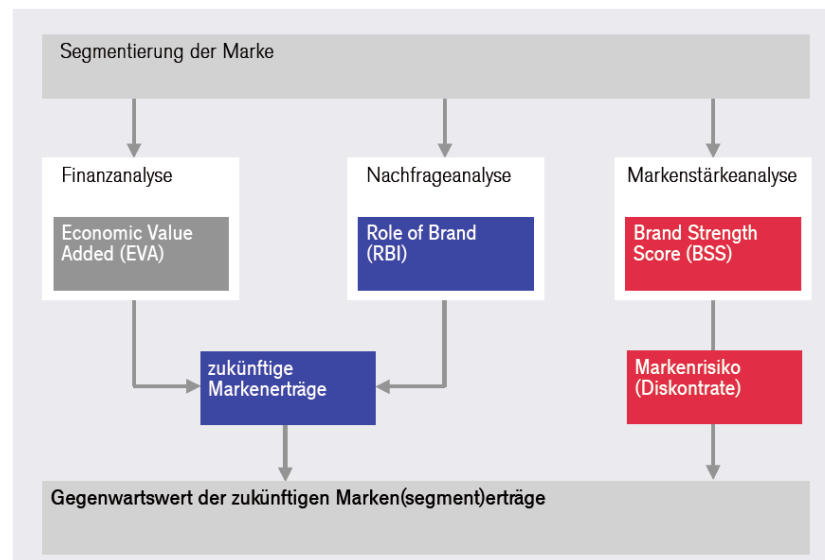 Segmentierung der Marke
Finanzanalyse
Economic Value
Added (EVA)
Nachfrageanalyse
Role of Brand
(RBI)
Markenstärkeanalyse
Brand Strength
Score (BSS)
zukünftige
Markenerträge
Markenrisiko
(Diskontrate)
Gegenwartswert der zukünftigen Marken(segment)erträge